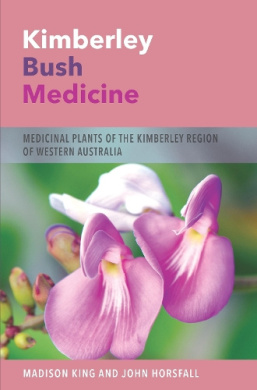 Kimberley
Bush
Medicine
MEDICINAL PLANTS OF THE KIMBERLEY REGION
OF WESTERN AUSTRALIA
MADISON KING AND JOHN HORSFALL